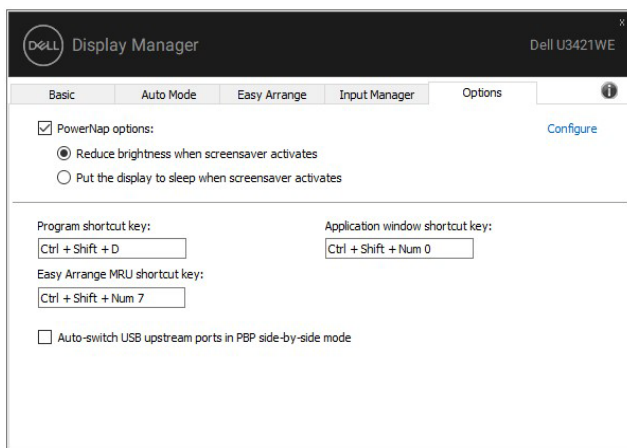 x
DELL Display Manager
Dell U3421WE
Basic Auto Mode Easy Arrange Input Manager Options
PowerNap options:
Configure
Reduce brightness when screensaver activates
Put the display to sleep when screensaver activates
Program shortcut key:
Application window shortcut key:
Ctrl + Shift + D
Ctrl + Shift + Num 0
Easy Arrange MRU shortcut key:
Ctrl + Shift + Num 7
Auto-switch USB upstream ports in PBP side-by-side mode